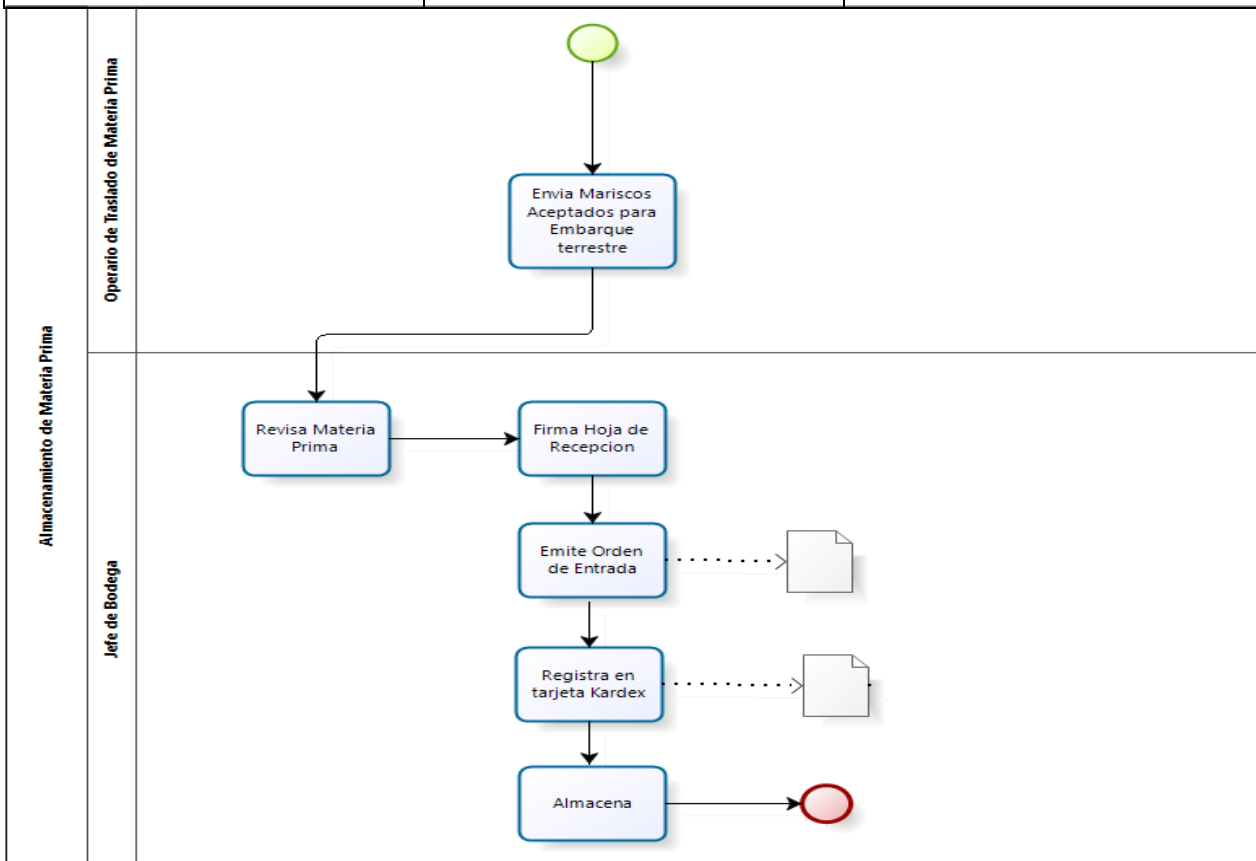 Almacenamiento de Materia Prima
Operario de Traslado de Materia Prima
Envia Mariscos
Aceptados para
Embarque
terrestre
Jefe de Bodega
Revisa Materia
Prima
Firma Hoja de
Recepcion
Emite Orden
de Entrada
Registra en
tarjeta Kardex
Almacena